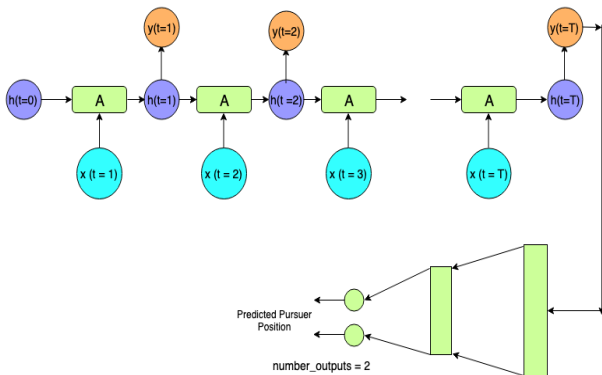 y(t=1)
y(t=2)
y(t=T)
h(t=0)
A
h(t=1)
A
h(t =2)
A
A
h(t=T)
x (t = 1)
x (t = 2)
x (t = 3)
x (t = T)
Predicted Pursuer
Position
number_outputs = 2